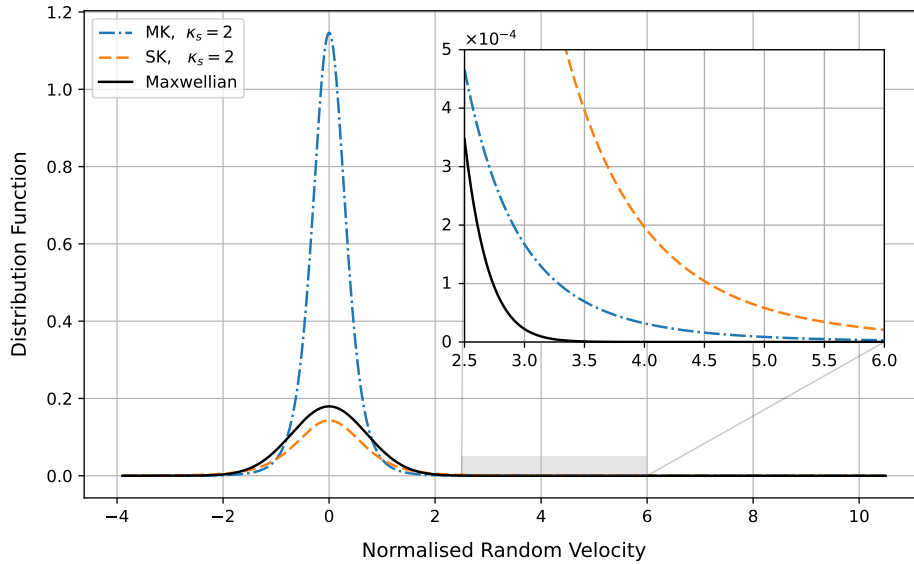 MK, κₛ = 2
SK, κₛ = 2
Maxwellian
×10⁻⁴
5
4
3
2
1
0
2.5 3.0 3.5 4.0 4.5 5.0 5.5 6.0
1.2
1.0
0.8
0.6
0.4
0.2
0.0
−4 −2 0 2 4 6 8 10
Distribution Function
Normalised Random Velocity